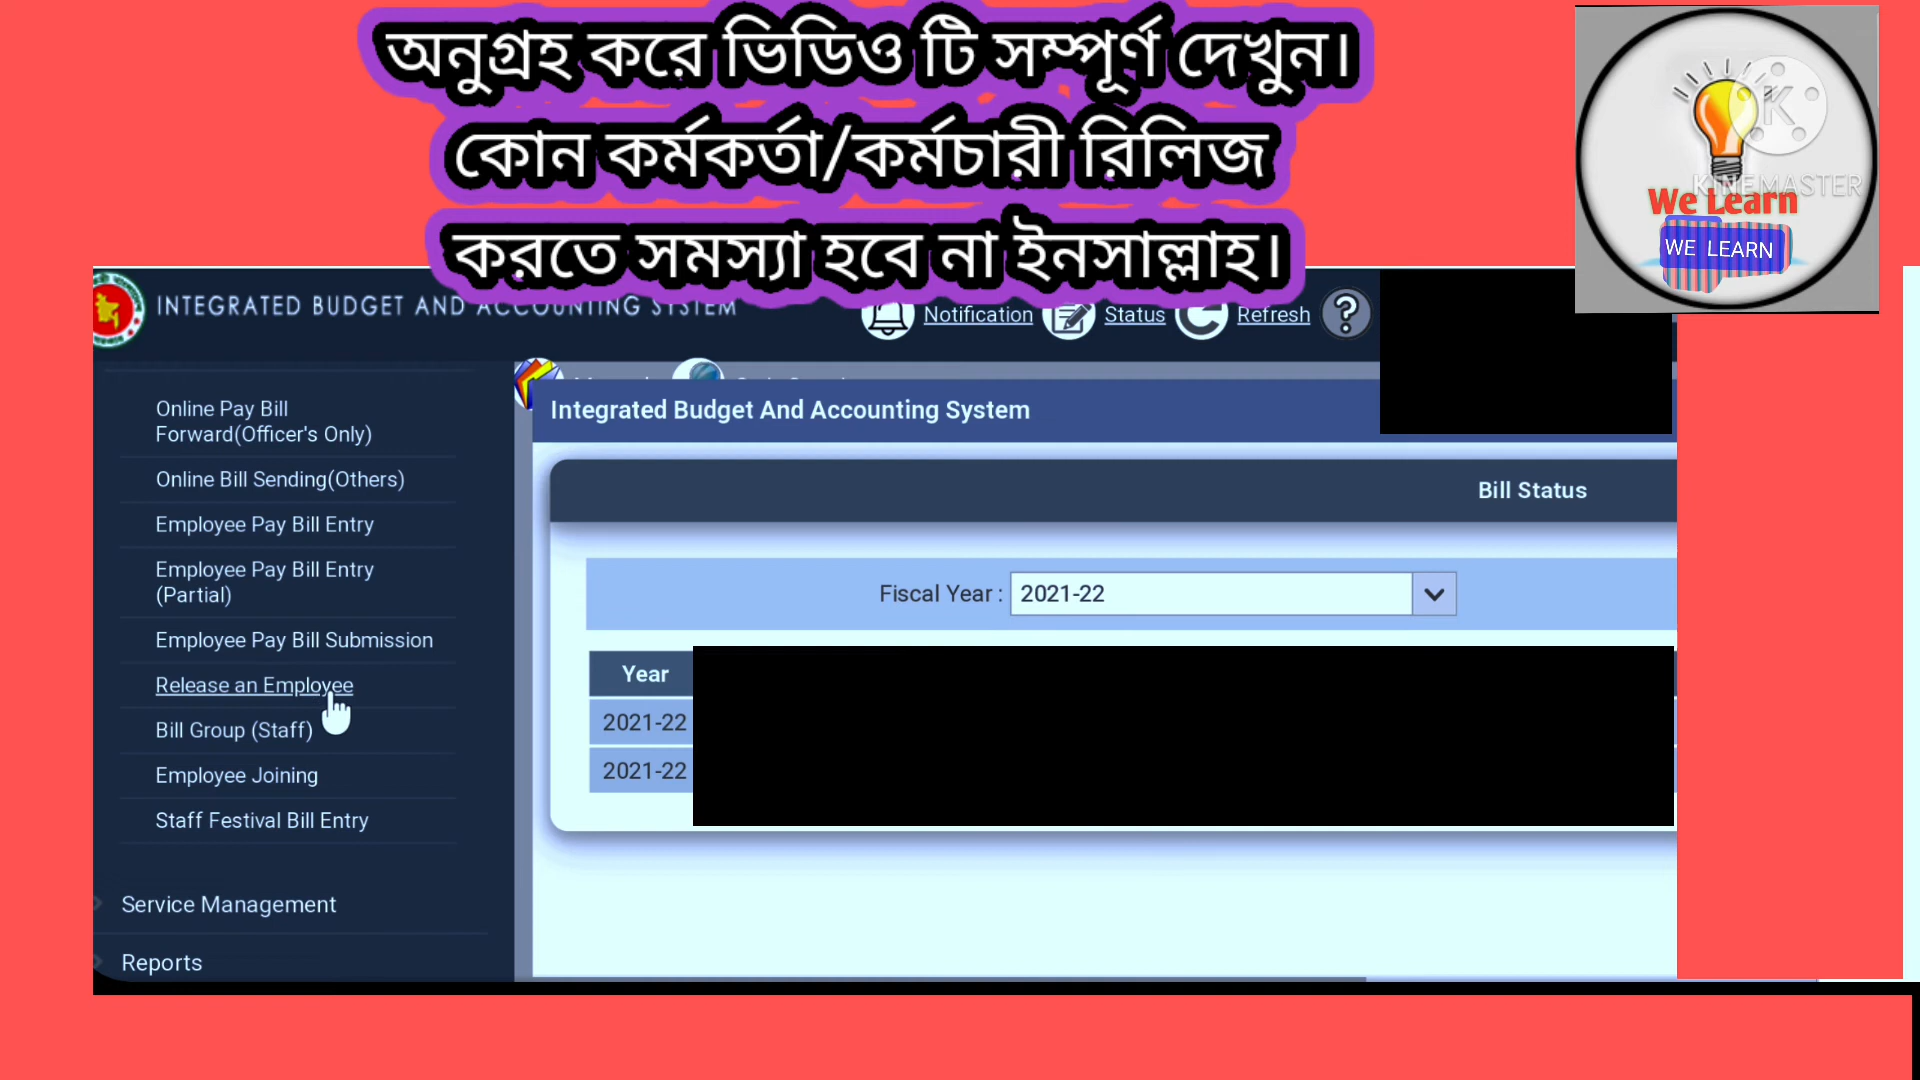 অনুগ্রহ করে ভিডিও টি সম্পূর্ণ দেখুন।
কোন কর্মকর্তা/কর্মচারী রিলিজ
করতে সমস্যা হবে না ইনসাল্লাহ।
K
KINEMASTER
We Learn
WE LEARN
INTEGRATED BUDGET AND ACCOUNTING SYSTEM
Notification
Status
Refresh
?
Online Pay Bill
Forward(Officer's Only)
Online Bill Sending(Others)
Employee Pay Bill Entry
Employee Pay Bill Entry
(Partial)
Employee Pay Bill Submission
Release an Employee
Bill Group (Staff)
Employee Joining
Staff Festival Bill Entry
Service Management
Reports
Integrated Budget And Accounting System
Bill Status
Fiscal Year : 2021-22
Year
2021-22
2021-22